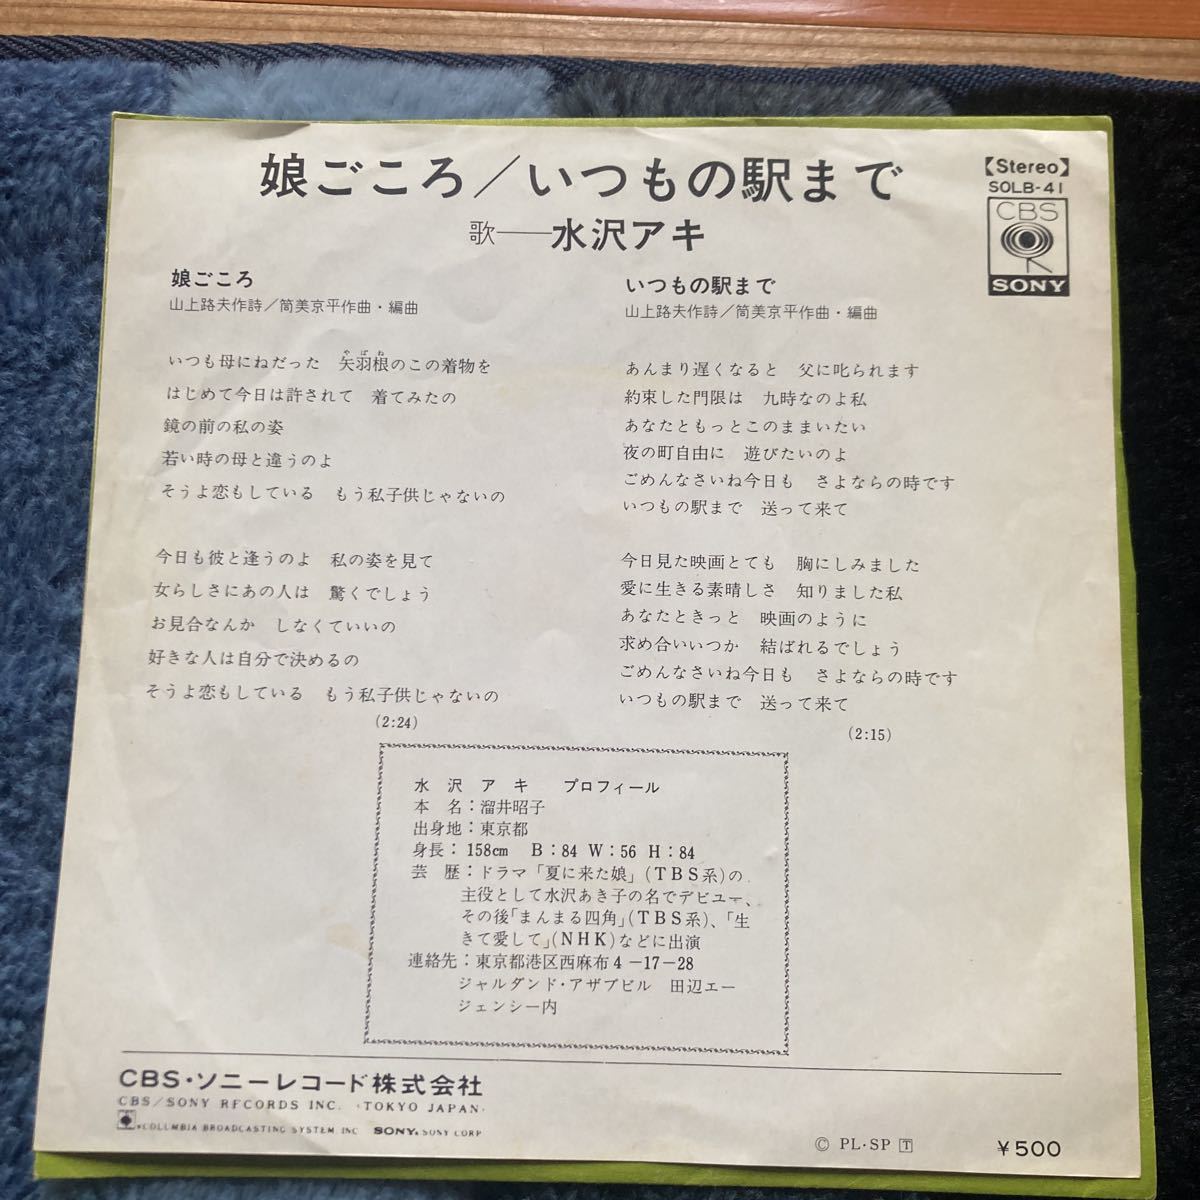 娘ごころ／いつもの駅まで
歌——水沢アキ
【Stereo】
SOLB-41
CBS
SONY
娘ごころ
山上路夫作詩／筒美京平作曲・編曲
いつも母にねだった　矢羽根のこの着物を
やばね
はじめて今日は許されて　着てみたの
鏡の前の私の姿
若い時の母と違うのよ
そうよ恋もしている　もう私子供じゃないの
今日も彼と逢うのよ　私の姿を見て
女らしさにあの人は　驚くでしょう
お見合なんか　しなくていいの
好きな人は自分で決めるの
そうよ恋もしている　もう私子供じゃないの
(2:24)
いつもの駅まで
山上路夫作詩／筒美京平作曲・編曲
あんまり遅くなると　父に叱られます
約束した門限は　九時なのよ私
あなたともっとこのままいたい
夜の町自由に　遊びたいのよ
ごめんなさいね今日も　さよならの時です
いつもの駅まで　送って来て
今日見た映画とても　胸にしみました
愛に生きる素晴しさ　知りました私
あなたときっと　映画のように
求め合いいつか　結ばれるでしょう
ごめんなさいね今日も　さよならの時です
いつもの駅まで　送って来て
(2:15)
水沢アキ　プロフィール
本　名：溜井昭子
出身地：東京都
身長：158cm　B：84 W：56 H：84
芸　歴：ドラマ「夏に来た娘」(TBS系)の
主役として水沢あき子の名でデビュー、
その後「まんまる四角」(TBS系)、「生
きて愛して」(NHK)などに出演
連絡先：東京都港区西麻布4-17-28
ジャルダンド・アザブビル　田辺エー
ジェンシー内
CBS・ソニーレコード株式会社
CBS/SONY RECORDS INC. ・TOKYO JAPAN・
COLUMBIA BROADCASTING SYSTEM, INC. SONY, SONY CORP
© PL・SP T
￥500